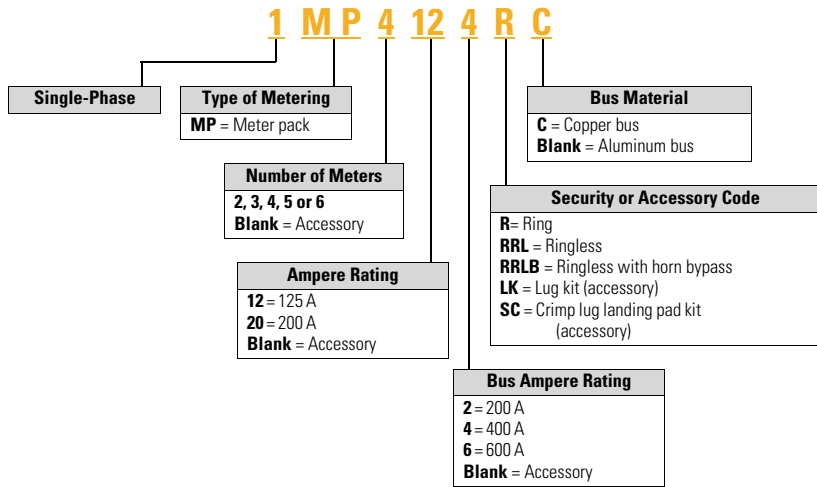 1 MP 4 12 4 R C
Single-Phase
Type of Metering
MP = Meter pack
Number of Meters
2, 3, 4, 5 or 6
Blank = Accessory
Ampere Rating
12 = 125 A
20 = 200 A
Blank = Accessory
Bus Ampere Rating
2 = 200 A
4 = 400 A
6 = 600 A
Blank = Accessory
Security or Accessory Code
R= Ring
RRL = Ringless
RRLB = Ringless with horn bypass
LK = Lug kit (accessory)
SC = Crimp lug landing pad kit
(accessory)
Bus Material
C = Copper bus
Blank = Aluminum bus